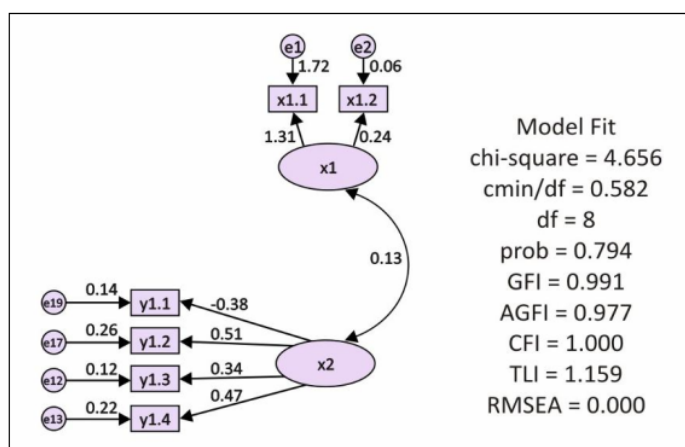 e1
e2
1.72
0.06
x1.1
x1.2
1.31
0.24
x1
0.13
e19
0.14
y1.1
-0.38
e17
0.26
y1.2
0.51
e12
0.12
y1.3
0.34
e13
0.22
y1.4
0.47
x2
Model Fit
chi-square = 4.656
cmin/df = 0.582
df = 8
prob = 0.794
GFI = 0.991
AGFI = 0.977
CFI = 1.000
TLI = 1.159
RMSEA = 0.000